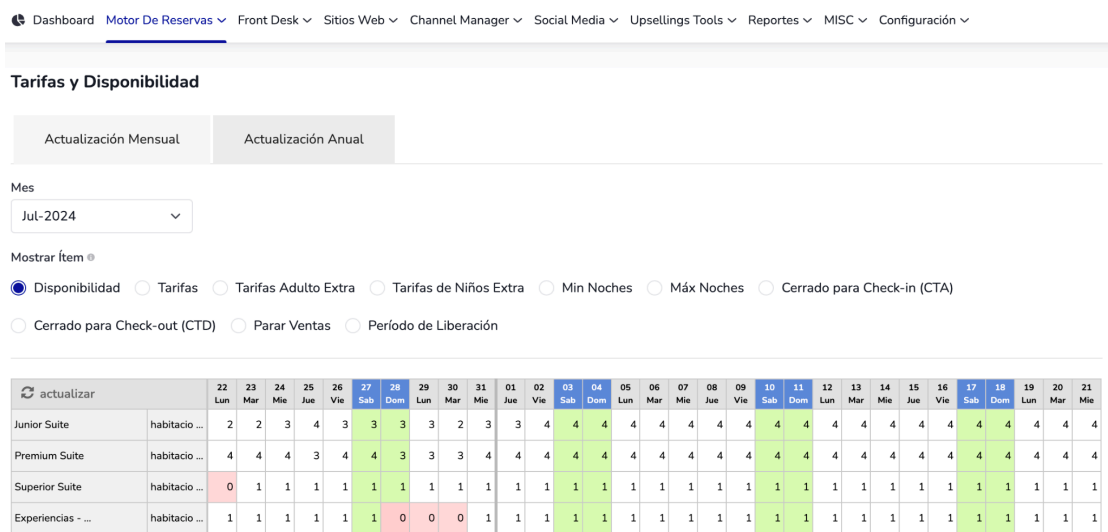 Dashboard Motor De Reservas Front Desk Sitios Web Channel Manager Social Media Upsellings Tools Reportes MISC Configuración
Tarifas y Disponibilidad
Actualización Mensual Actualización Anual
Mes
Jul-2024
Mostrar Ítem
Disponibilidad Tarifas Tarifas Adulto Extra Tarifas de Niños Extra Min Noches Máx Noches Cerrado para Check-in (CTA)
Cerrado para Check-out (CTD) Parar Ventas Período de Liberación
actualizar 22 23 24 25 26 27 28 29 30 31 01 02 03 04 05 06 07 08 09 10 11 12 13 14 15 16 17 18 19 20 21
Lun Mar Mie Jue Vie Sab Dom Lun Mar Mie Jue Vie Sab Dom Lun Mar Mie Jue Vie Sab Dom Lun Mar Mie Jue Vie Sab Dom Lun Mar Mie
Junior Suite habitacio ... 2 2 3 4 3 3 3 3 2 3 3 4 4 4 4 4 4 4 4 4 4 4 4 4 4 4 4 4 4 4 4
Premium Suite habitacio ... 4 4 4 3 4 4 3 3 3 4 4 4 4 4 4 4 4 4 4 4 4 4 4 4 4 4 4 4 4 4 4
Superior Suite habitacio ... 0 1 1 1 1 1 1 1 1 1 1 1 1 1 1 1 1 1 1 1 1 1 1 1 1 1 1 1 1 1 1
Experiencias - ... habitacio ... 1 1 1 1 1 1 0 0 0 1 1 1 1 1 1 1 1 1 1 1 1 1 1 1 1 1 1 1 1 1 1